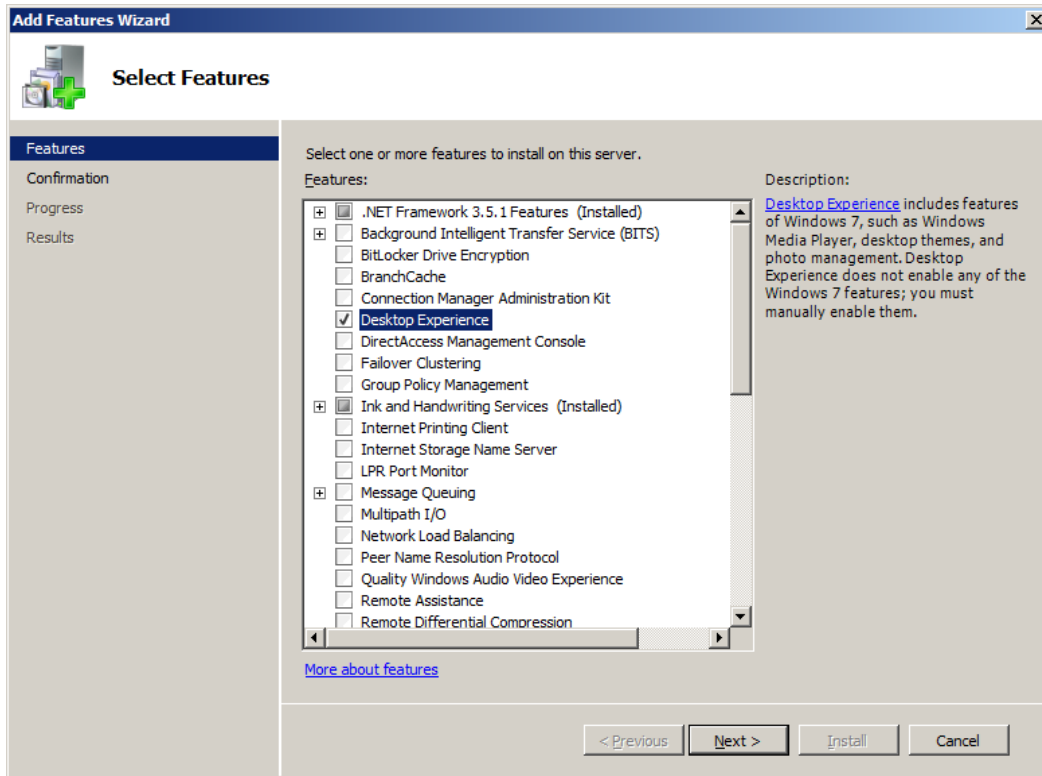 Add Features Wizard
Select Features
Features
Confirmation
Progress
Results
Select one or more features to install on this server.
Features:
.NET Framework 3.5.1 Features (Installed)
Background Intelligent Transfer Service (BITS)
BitLocker Drive Encryption
BranchCache
Connection Manager Administration Kit
Desktop Experience
DirectAccess Management Console
Failover Clustering
Group Policy Management
Ink and Handwriting Services (Installed)
Internet Printing Client
Internet Storage Name Server
LPR Port Monitor
Message Queuing
Multipath I/O
Network Load Balancing
Peer Name Resolution Protocol
Quality Windows Audio Video Experience
Remote Assistance
Remote Differential Compression
More about features
Description:
Desktop Experience includes features
of Windows 7, such as Windows
Media Player, desktop themes, and
photo management. Desktop
Experience does not enable any of the
Windows 7 features; you must
manually enable them.
< Previous
Next >
Install
Cancel